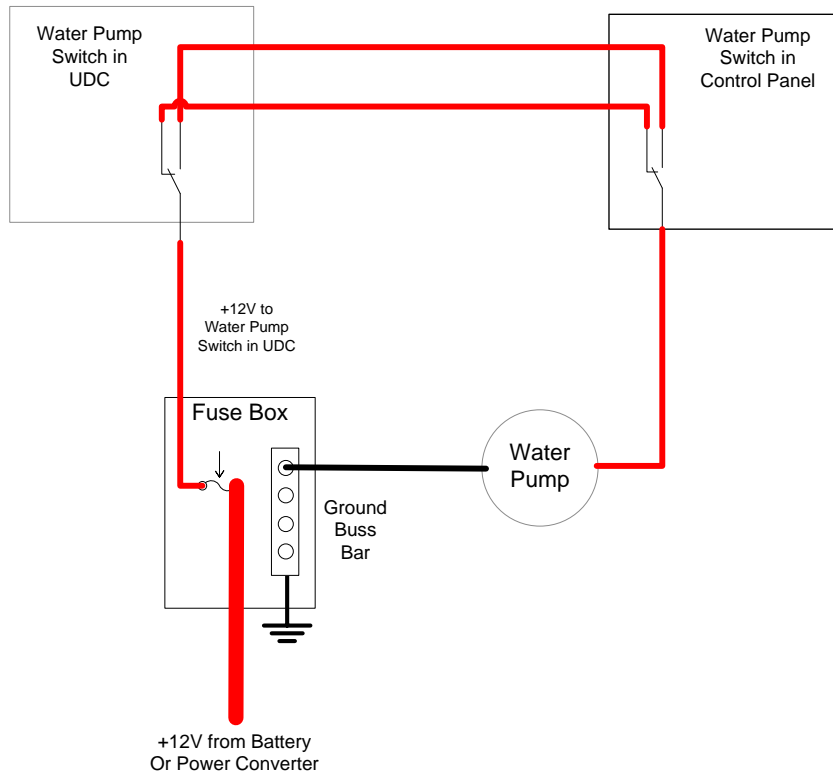 Water Pump
Switch in
UDC
Water Pump
Switch in
Control Panel
+12V to
Water Pump
Switch in UDC
Fuse Box
Water
Pump
Ground
Buss
Bar
+12V from Battery
Or Power Converter